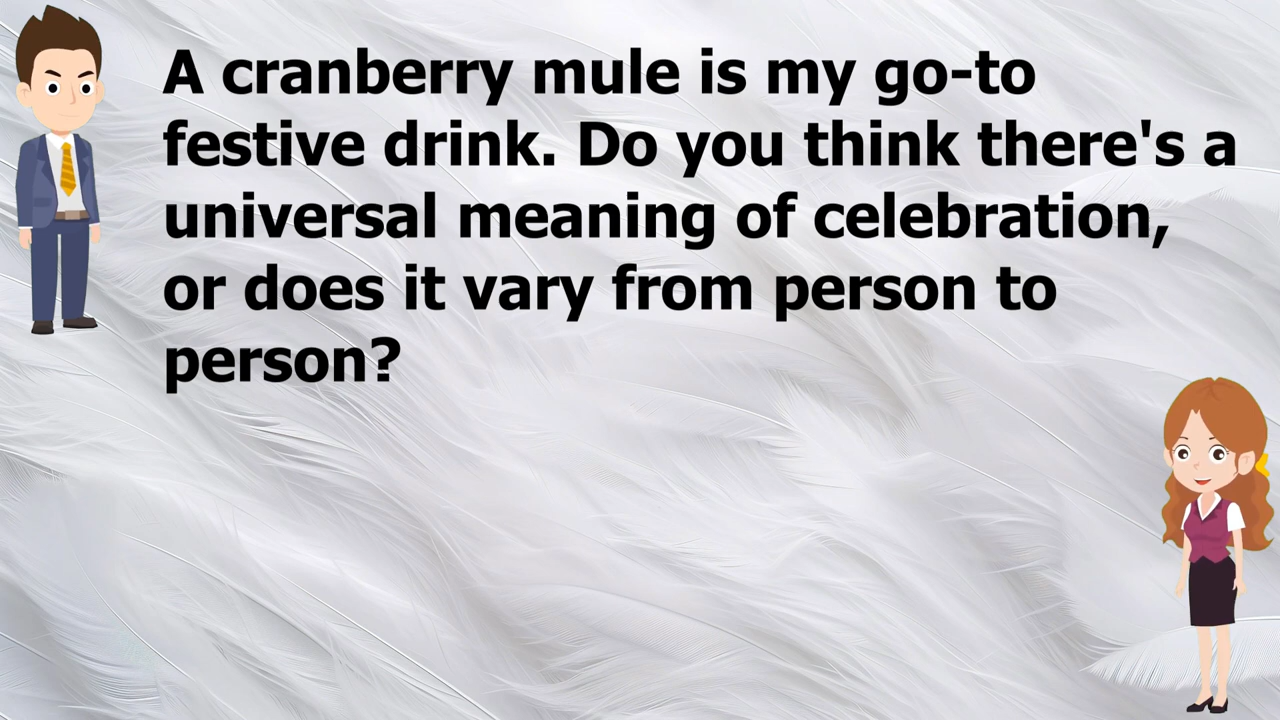 A cranberry mule is my go-to
festive drink. Do you think there's a
universal meaning of celebration,
or does it vary from person to
person?